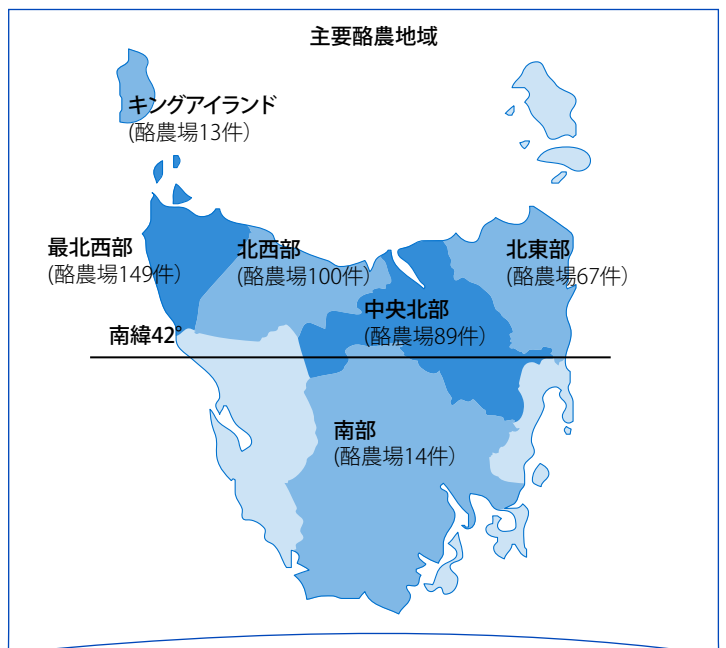 主要酪農地域
キングアイランド
(酪農場13件)
最北西部
(酪農場149件)
北西部
(酪農場100件)
北東部
(酪農場67件)
中央北部
(酪農場89件)
南緯42°
南部
(酪農場14件)